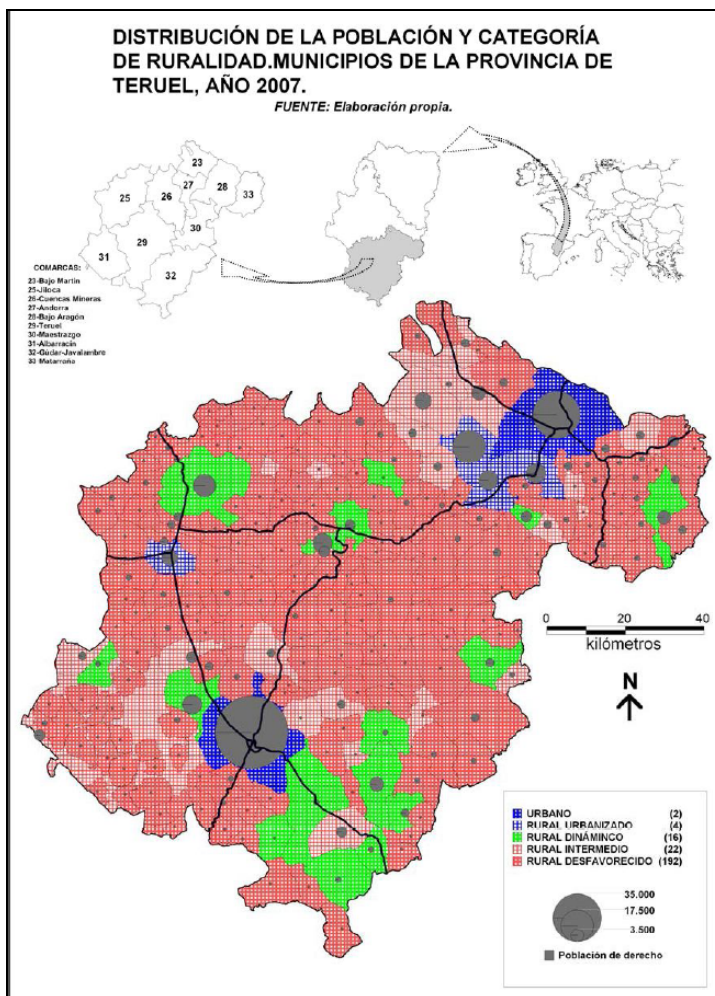 DISTRIBUCIÓN DE LA POBLACIÓN Y CATEGORÍA
DE RURALIDAD.MUNICIPIOS DE LA PROVINCIA DE
TERUEL, AÑO 2007.
FUENTE: Elaboración propia.
23
25
26
27
28
33
30
29
31
32
COMARCAS:
23-Bajo Martín
25-Jiloca
26-Cuencas Mineras
27-Andorra
28-Bajo Aragón
29-Teruel
30-Maestrazgo
31-Albarracín
32-Gúdar-Javalambre
33-Matarraña
0 20 40
kilómetros
N
URBANO (2)
RURAL URBANIZADO (4)
RURAL DINÁMINCO (16)
RURAL INTERMEDIO (22)
RURAL DESFAVORECIDO (192)
35.000
17.500
3.500
Población de derecho